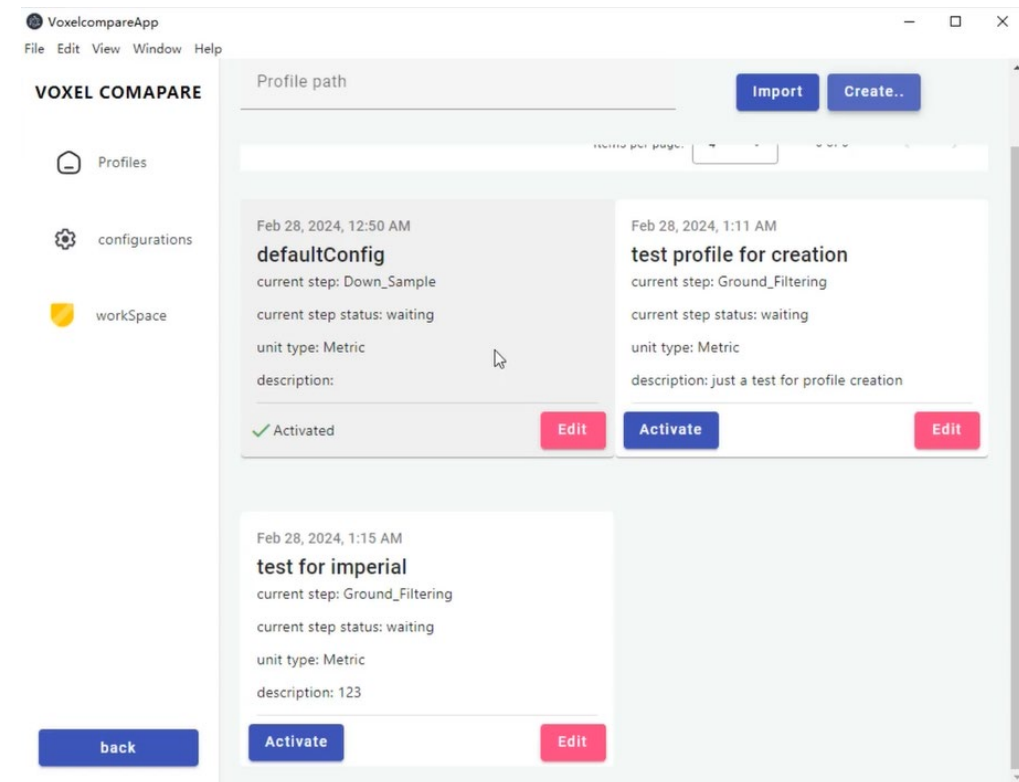 VoxelcompareApp
File Edit View Window Help
VOXEL COMAPARE
Profiles
configurations
workSpace
back
Profile path
Import
Create..
Items per page:
Feb 28, 2024, 12:50 AM
defaultConfig
current step: Down_Sample
current step status: waiting
unit type: Metric
description:
Activated
Edit
Feb 28, 2024, 1:11 AM
test profile for creation
current step: Ground_Filtering
current step status: waiting
unit type: Metric
description: just a test for profile creation
Activate
Edit
Feb 28, 2024, 1:15 AM
test for imperial
current step: Ground_Filtering
current step status: waiting
unit type: Metric
description: 123
Activate
Edit